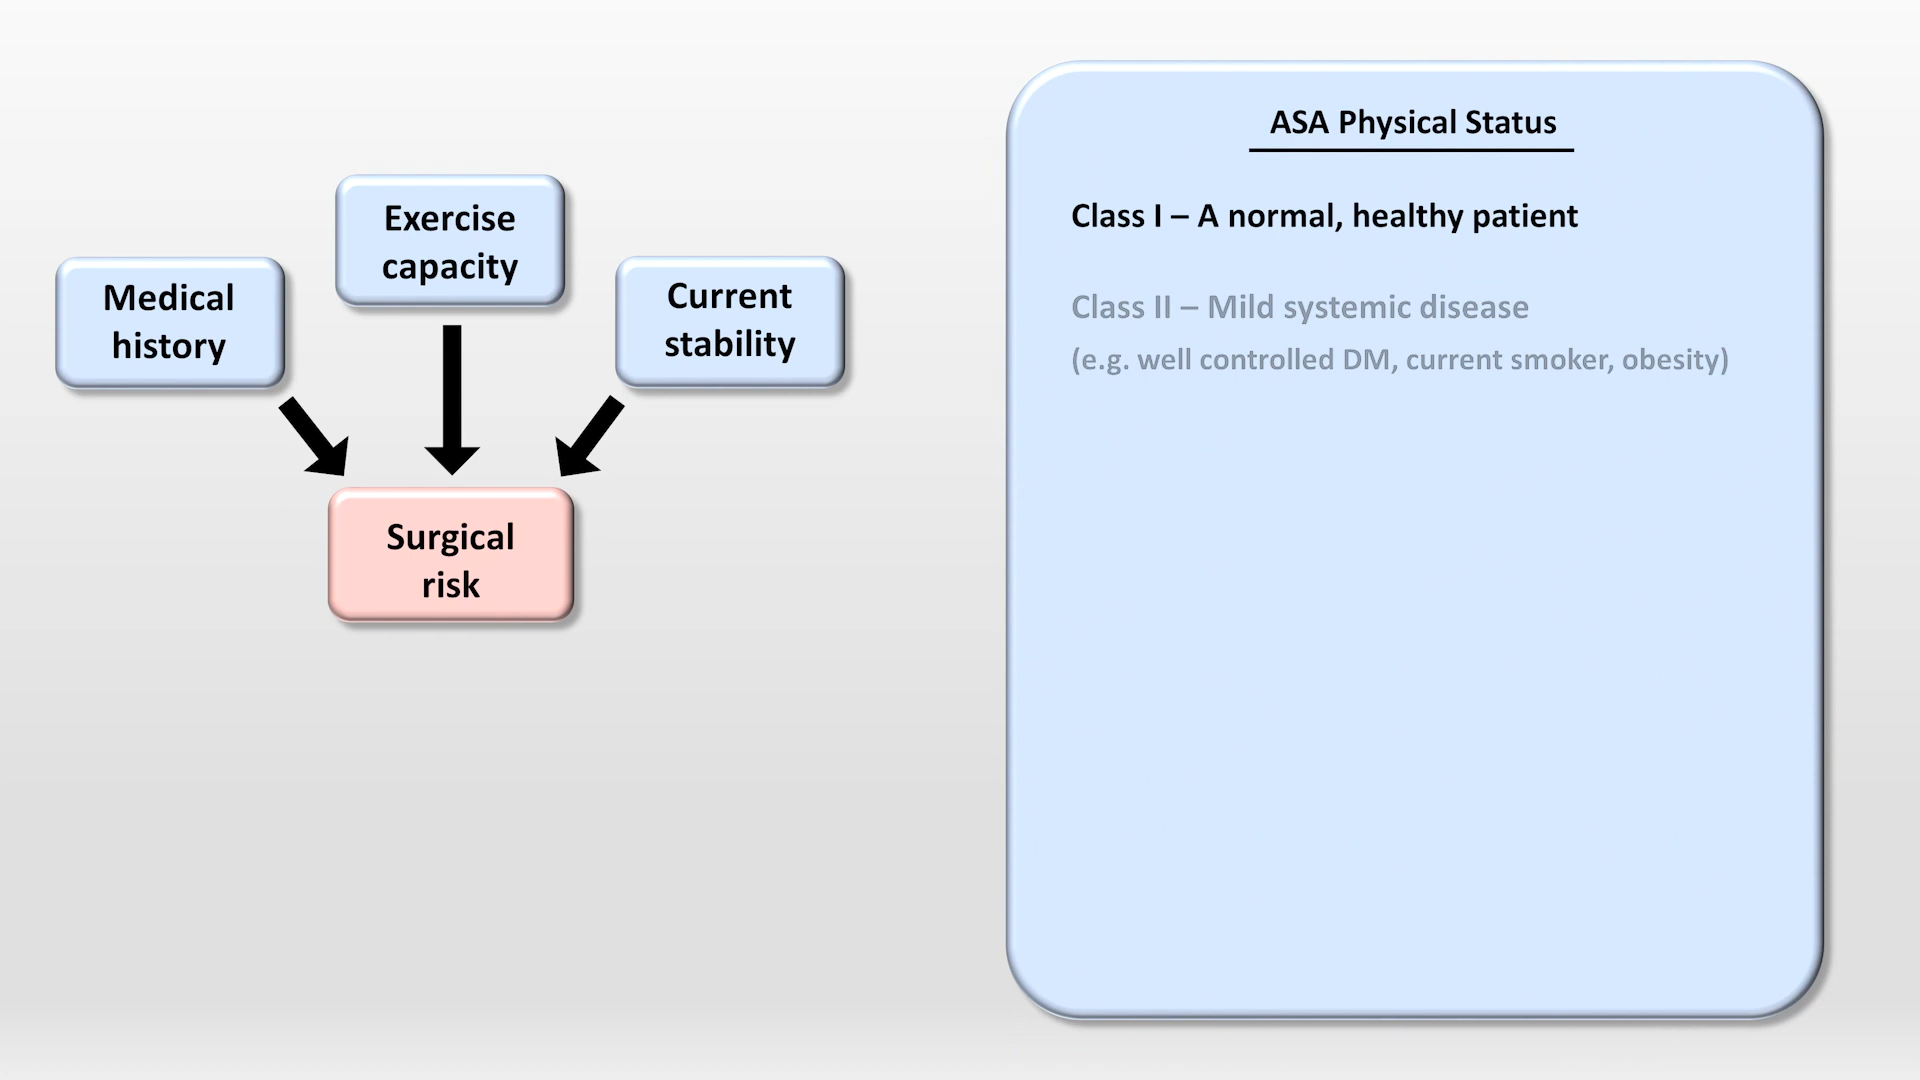 Medical
history
Exercise
capacity
Current
stability
Surgical
risk
ASA Physical Status
Class I – A normal, healthy patient
Class II – Mild systemic disease
(e.g. well controlled DM, current smoker, obesity)